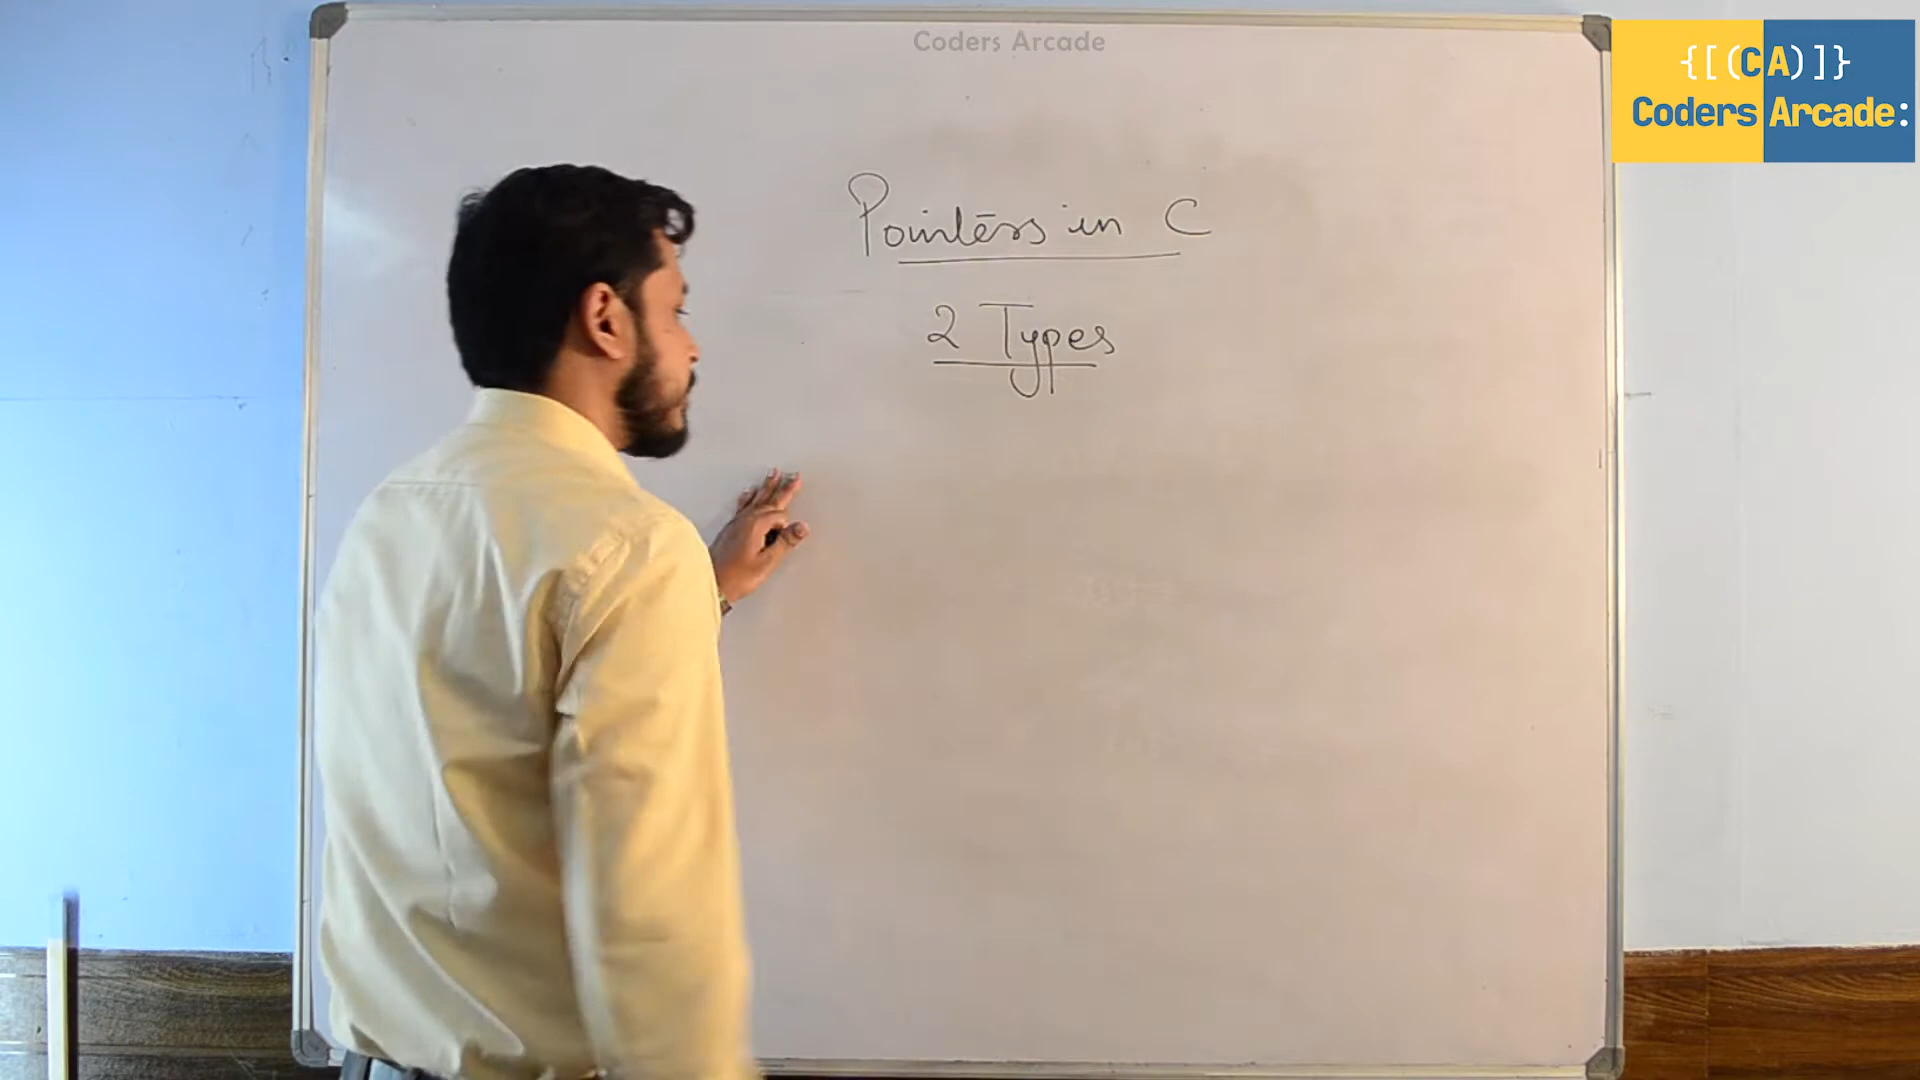 Coders Arcade
{[(CA)]}
Coders Arcade:
Pointers in C
2 Types